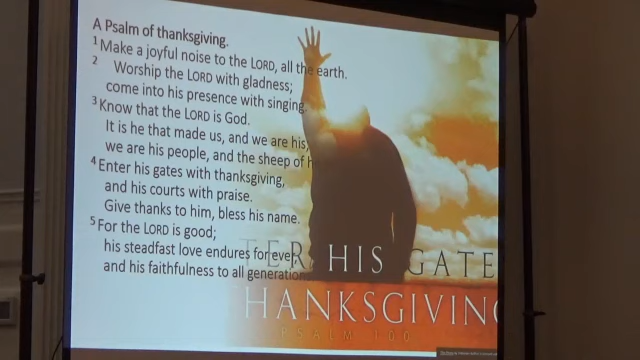 A Psalm of thanksgiving.
1 Make a joyful noise to the LORD, all the earth.
2 Worship the LORD with gladness;
come into his presence with singing.
3 Know that the LORD is God.
It is he that made us, and we are his;
we are his people, and the sheep of h
4 Enter his gates with thanksgiving,
and his courts with praise.
Give thanks to him, bless his name.
5 For the LORD is good;
his steadfast love endures forever,
and his faithfulness to all generation
TER HIS GATE
HANKSGIVING
PSALM 100